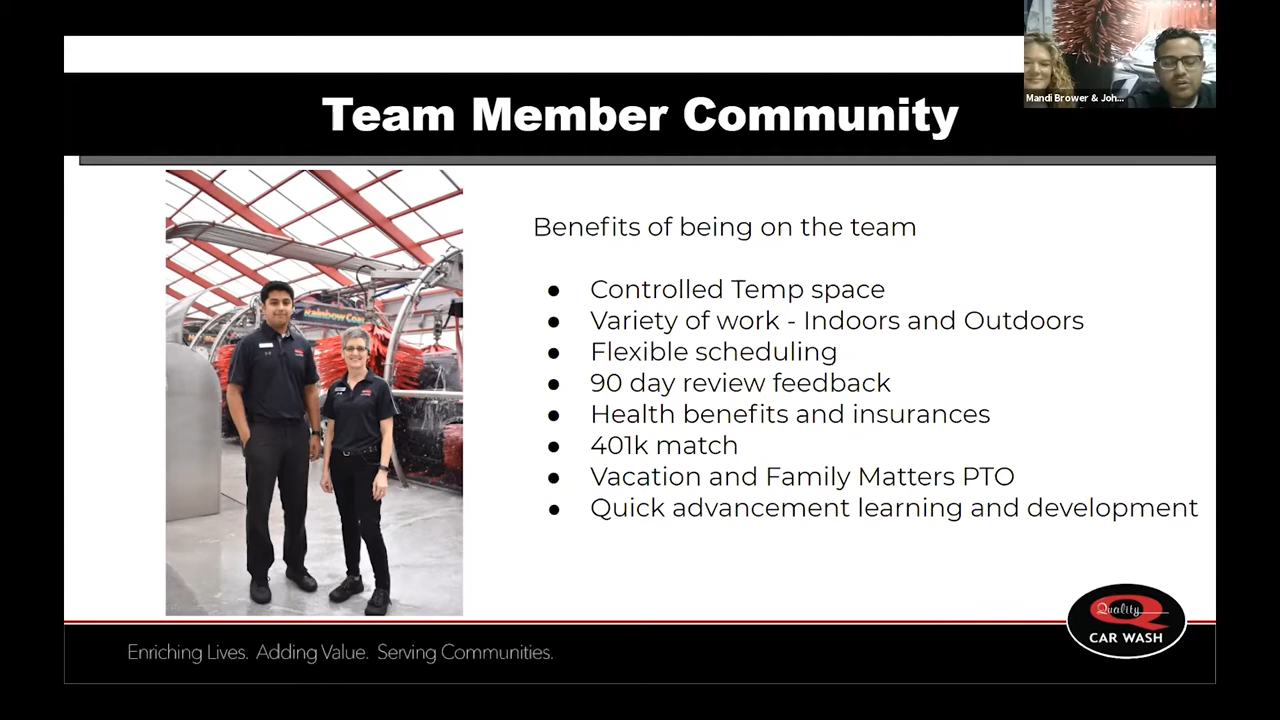 Team Member Community
Mandi Brower & Joh...
Rainbow Coat
Benefits of being on the team
● Controlled Temp space
● Variety of work - Indoors and Outdoors
● Flexible scheduling
● 90 day review feedback
● Health benefits and insurances
● 401k match
● Vacation and Family Matters PTO
● Quick advancement learning and development
Quality
CAR WASH
Enriching Lives. Adding Value. Serving Communities.